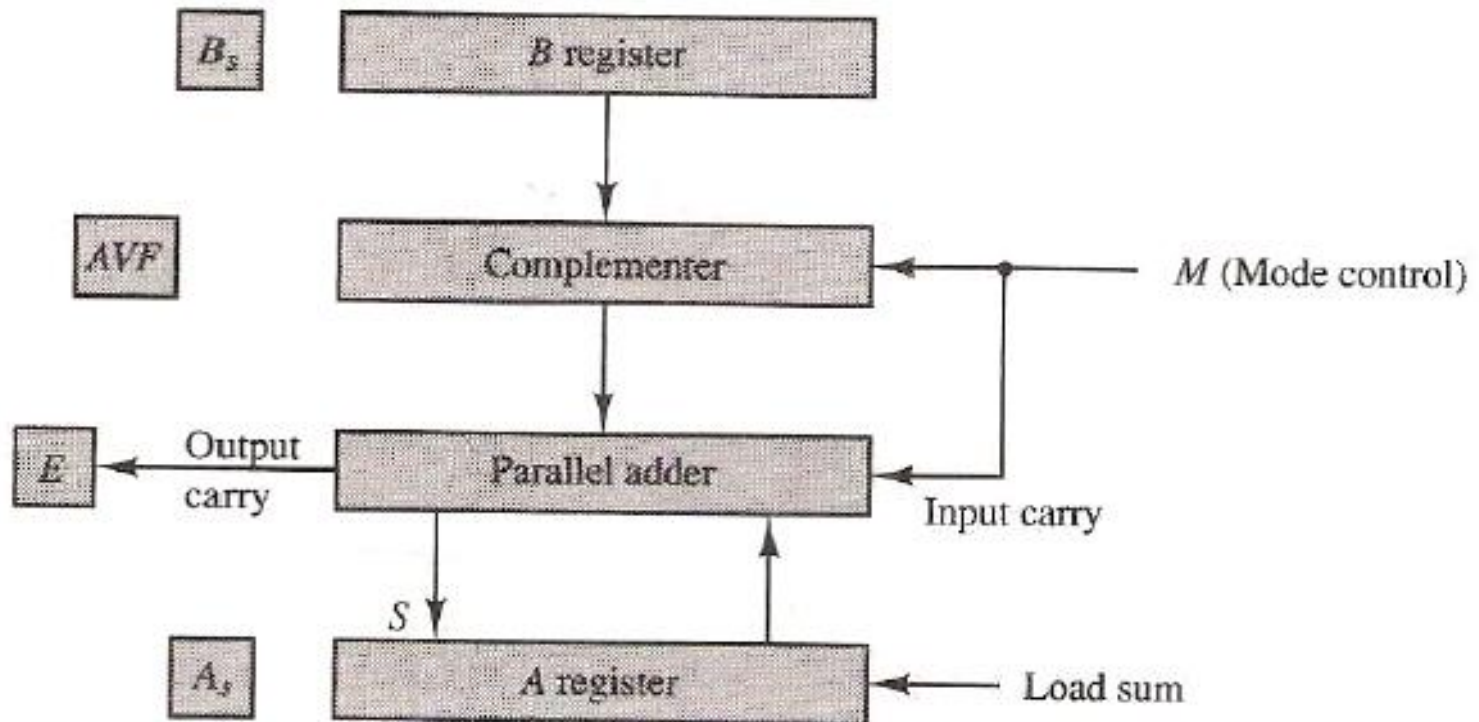 Bs
B register
AVF
Complementer
M (Mode control)
E
Output
carry
Parallel adder
Input carry
S
As
A register
Load sum